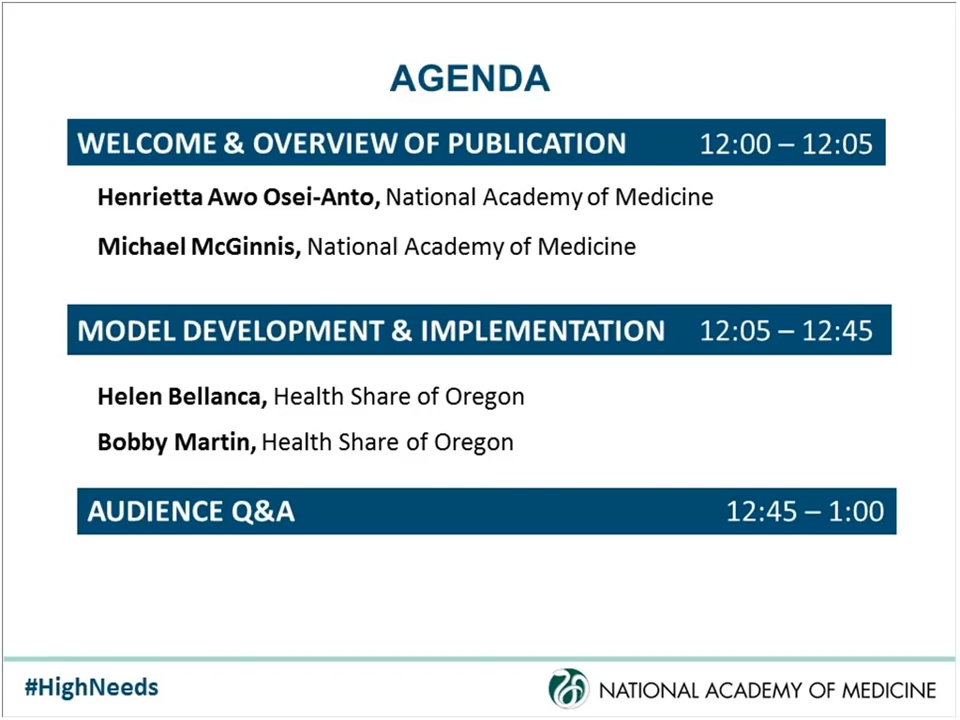 AGENDA
WELCOME & OVERVIEW OF PUBLICATION 12:00 – 12:05
Henrietta Awo Osei-Anto, National Academy of Medicine
Michael McGinnis, National Academy of Medicine
MODEL DEVELOPMENT & IMPLEMENTATION 12:05 – 12:45
Helen Bellanca, Health Share of Oregon
Bobby Martin, Health Share of Oregon
AUDIENCE Q&A 12:45 – 1:00
#HighNeeds NATIONAL ACADEMY OF MEDICINE